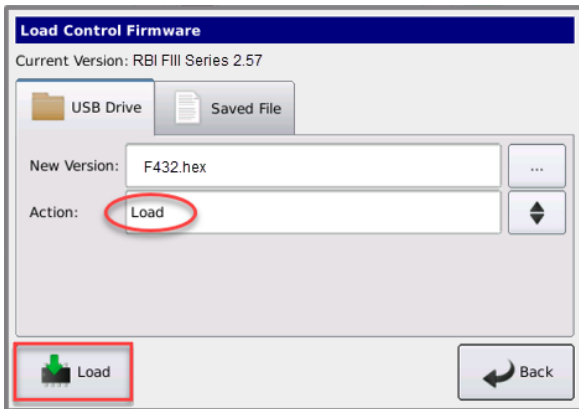 Load Control Firmware
Current Version: RBI FIII Series 2.57
USB Drive
Saved File
New Version: F432.hex ...
Action: Load
Load
Back